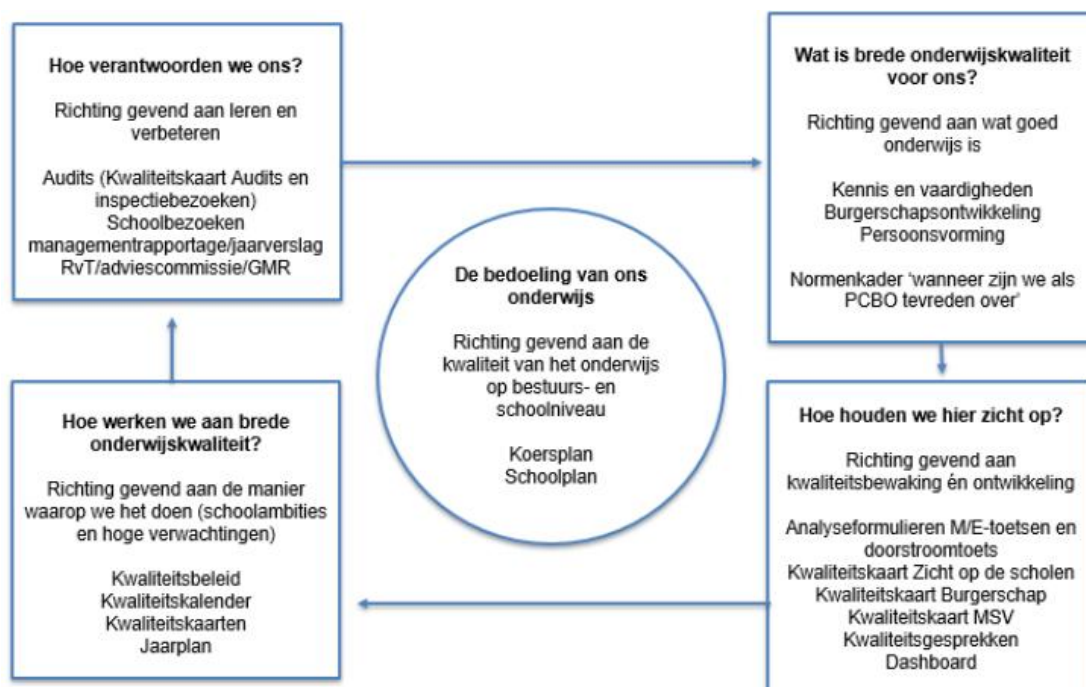 Hoe verantwoorden we ons?
Richting gevend aan leren en
verbeteren
Audits (Kwaliteitskaart Audits en
inspectiebezoeken)
Schoolbezoeken
managementrapportage/jaarverslag
RvT/adviescommissie/GMR
Wat is brede onderwijskwaliteit
voor ons?
Richting gevend aan wat goed
onderwijs is
Kennis en vaardigheden
Burgerschapsontwikkeling
Persoonsvorming
Normenkader ‘wanneer zijn we als
PCBO tevreden over’
De bedoeling van ons
onderwijs
Richting gevend aan de
kwaliteit van het onderwijs
op bestuurs- en
schoolniveau
Koersplan
Schoolplan
Hoe werken we aan brede
onderwijskwaliteit?
Richting gevend aan de manier
waarop we het doen (schoolambities
en hoge verwachtingen)
Kwaliteitsbeleid
Kwaliteitskalender
Kwaliteitskaarten
Jaarplan
Hoe houden we hier zicht op?
Richting gevend aan
kwaliteitsbewaking én ontwikkeling
Analyseformulieren M/E-toetsen en
doorstroomtoets
Kwaliteitskaart Zicht op de scholen
Kwaliteitskaart Burgerschap
Kwaliteitskaart MSV
Kwaliteitsgesprekken
Dashboard